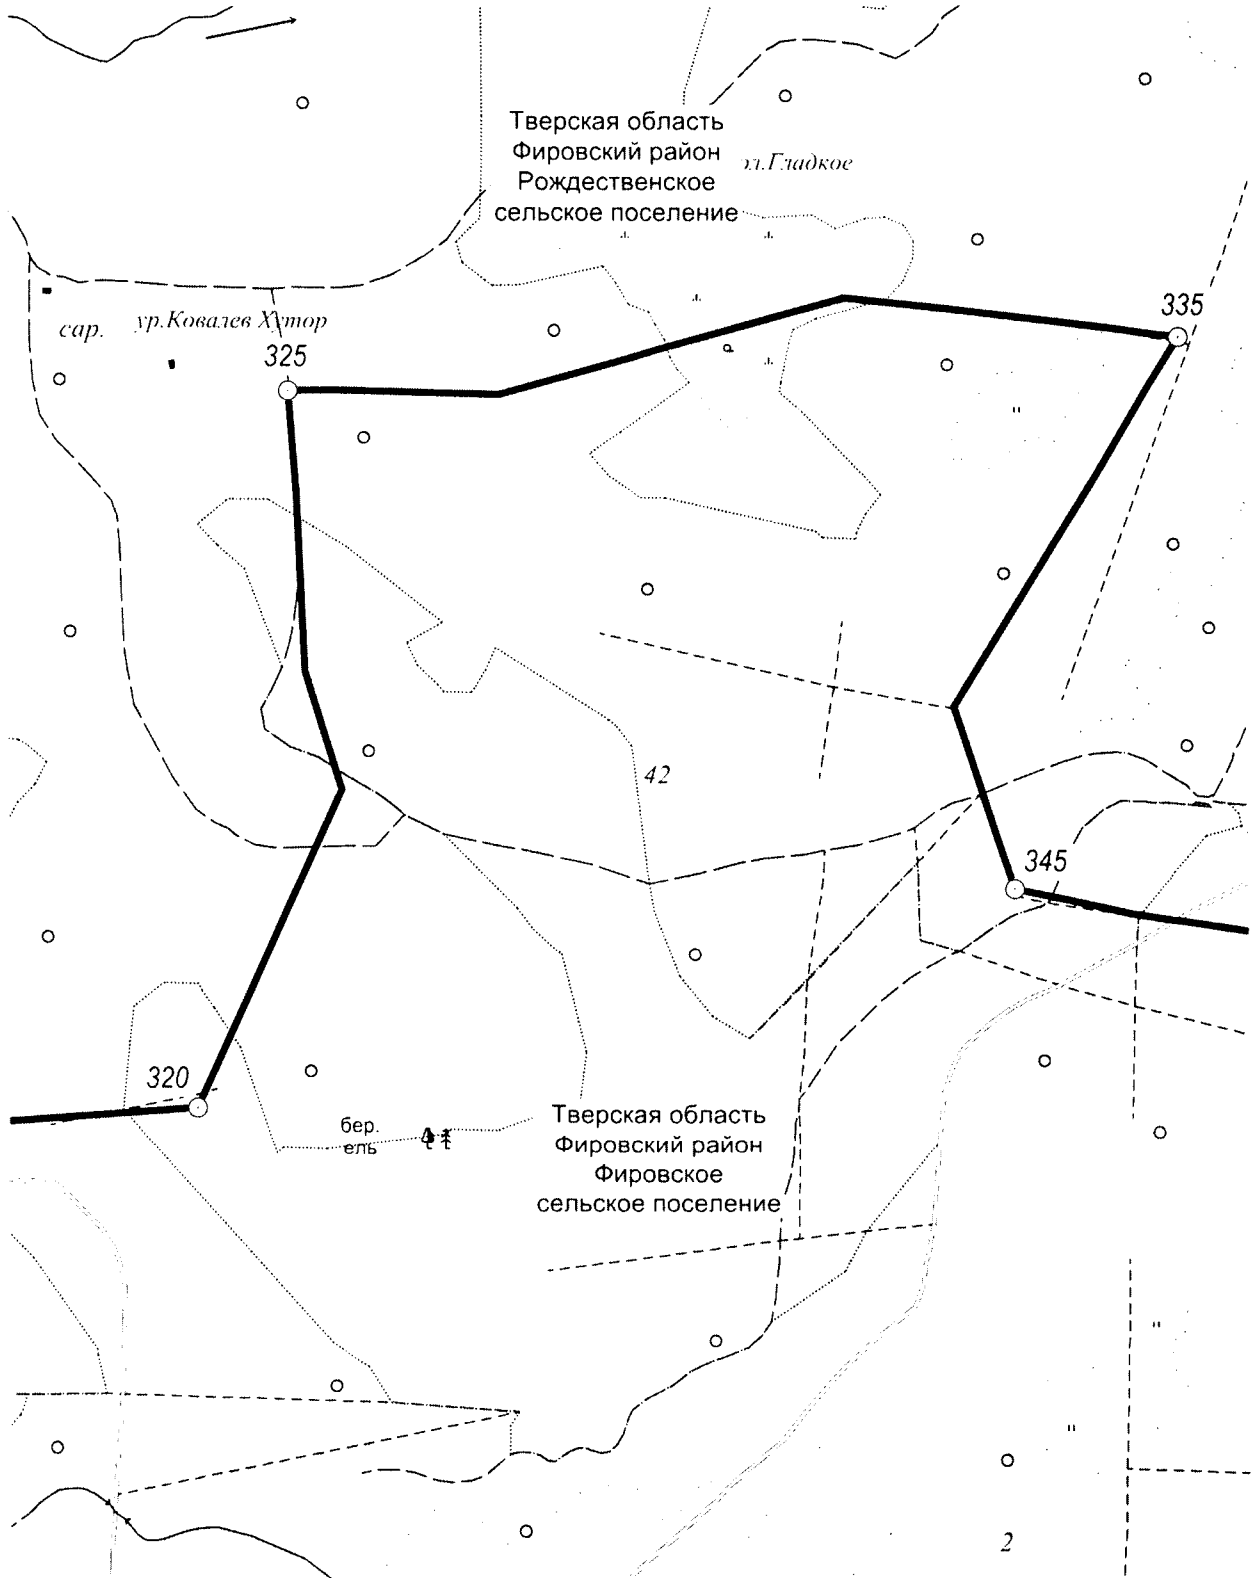 Тверская область
Фировский район
Рождественское
сельское поселение
Гладкое
335
сар.
ур.Ковалев Хутор
325
42
345
320
бер.
ель
Тверская область
Фировский район
Фировское
сельское поселение
2